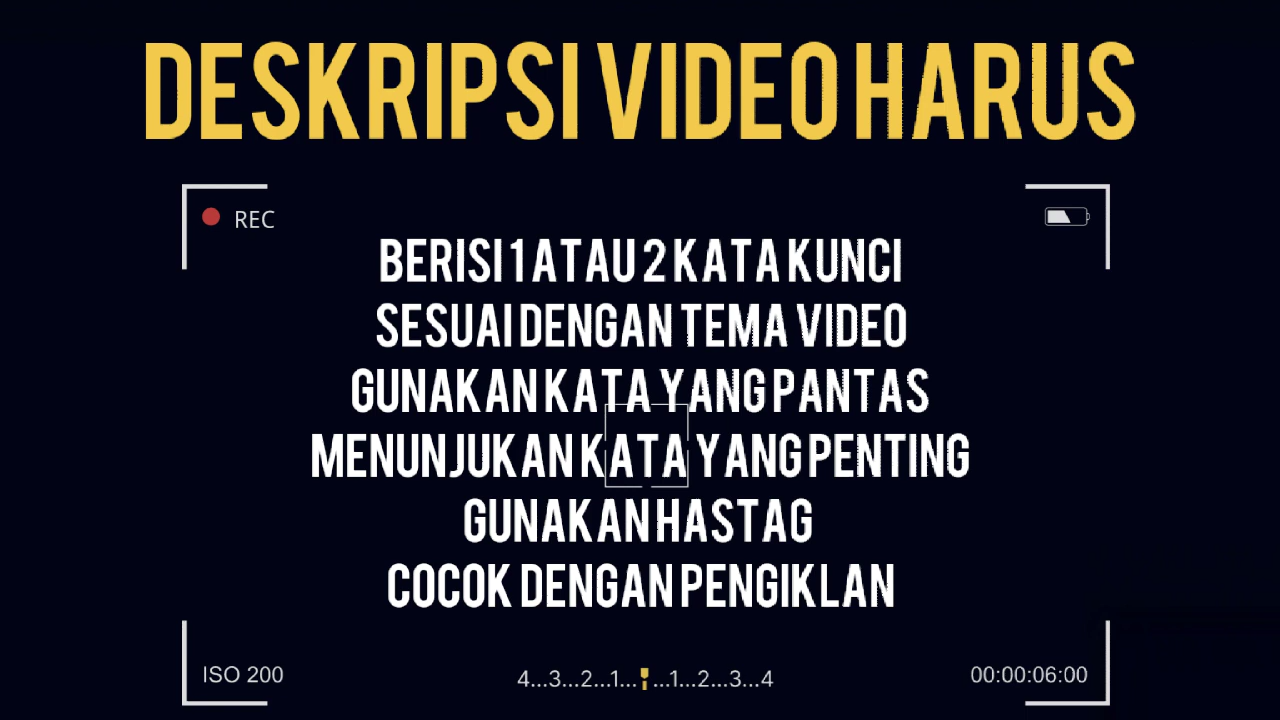 DESKRIPSI VIDEO HARUS
REC
BERISI 1 ATAU 2 KATA KUNCI
SESUAI DENGAN TEMA VIDEO
GUNAKAN KATA YANG PANTAS
MENUNJUKAN KATA YANG PENTING
GUNAKAN HASTAG
COCOK DENGAN PENGIKLAN
ISO 200
4...3...2...1...
...1...2...3...4
00:00:06:00